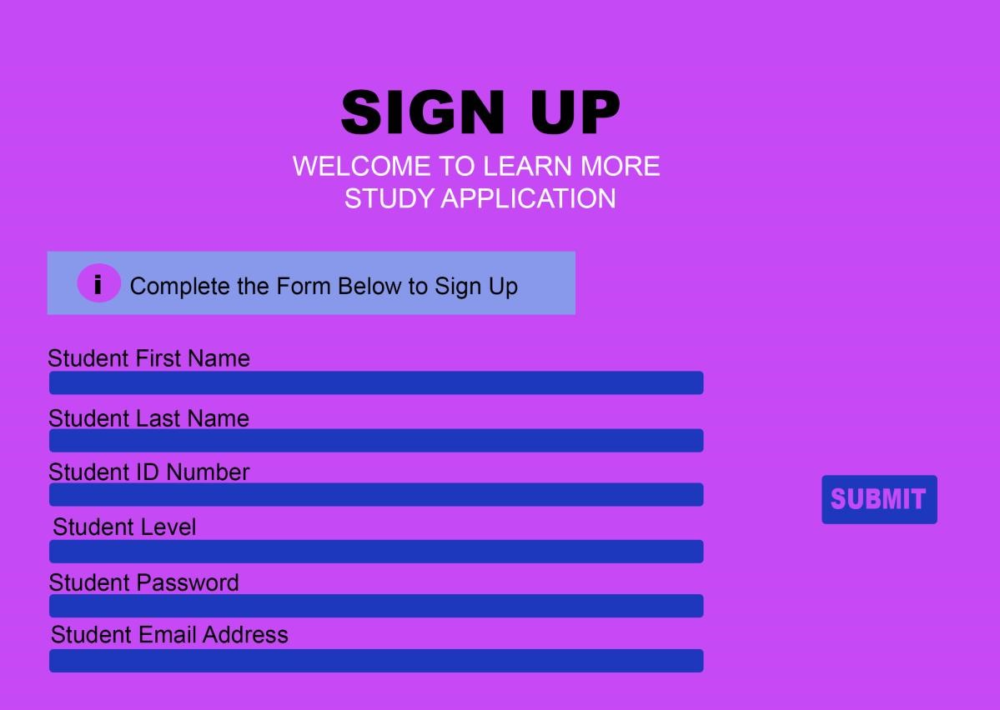 SIGN UP
WELCOME TO LEARN MORE
STUDY APPLICATION
i Complete the Form Below to Sign Up
Student First Name
Student Last Name
Student ID Number
SUBMIT
Student Level
Student Password
Student Email Address